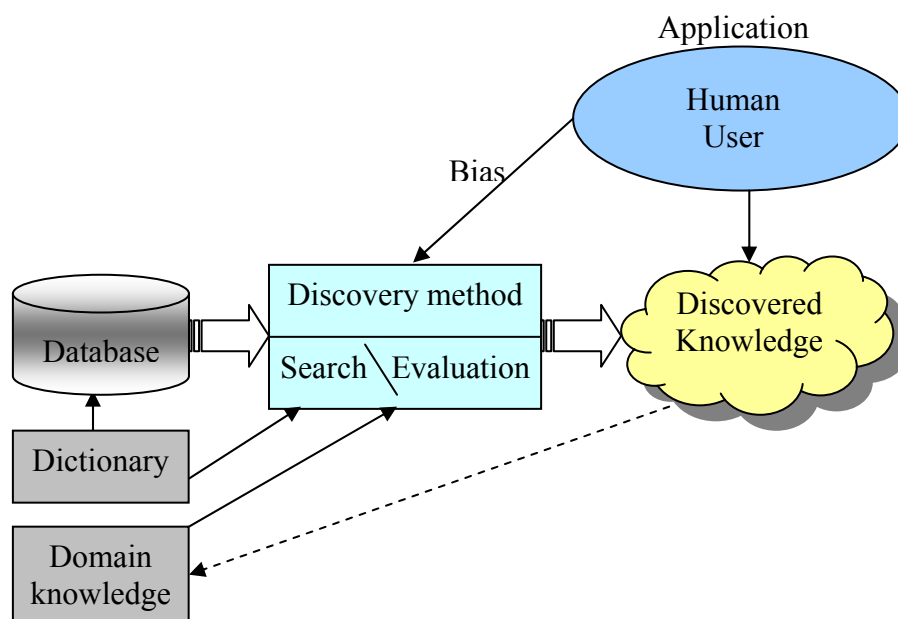 Application
Human
User
Bias
Discovery method
Search \ Evaluation
Discovered
Knowledge
Database
Dictionary
Domain
knowledge